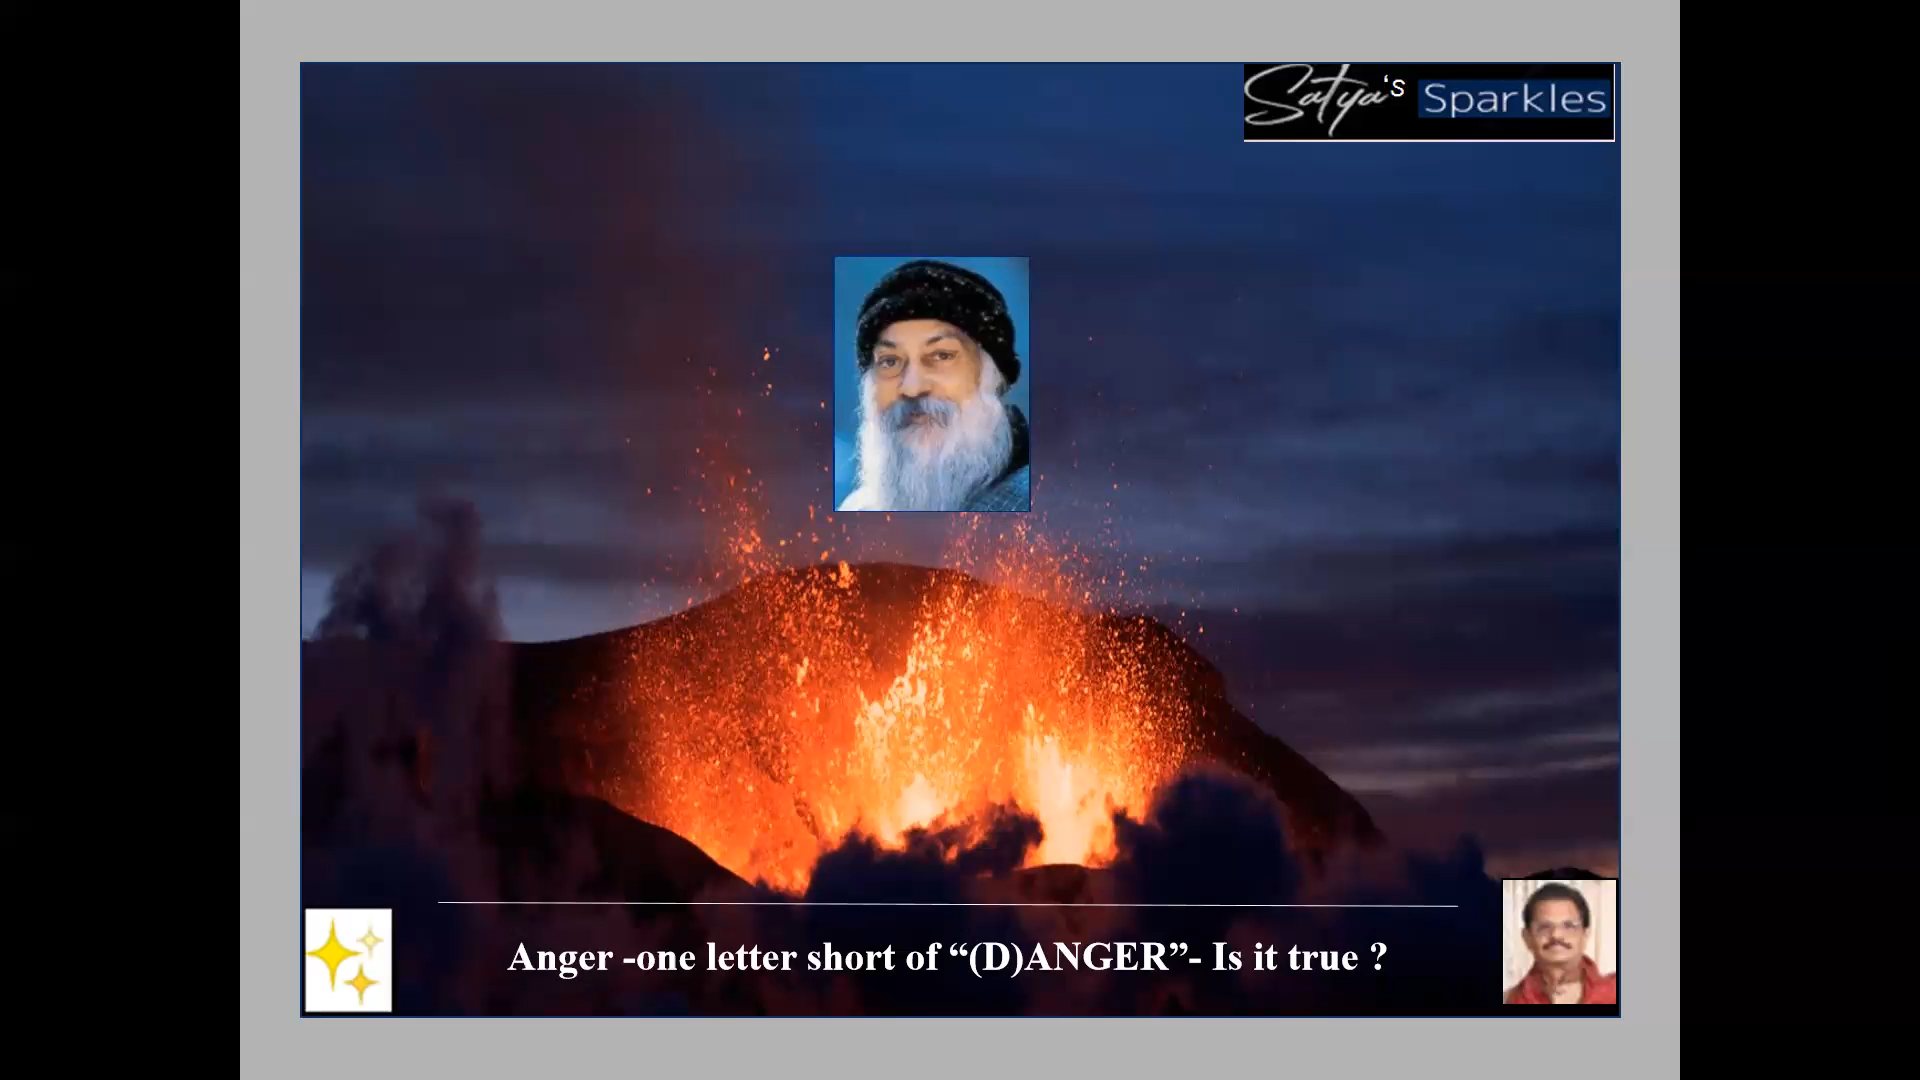 Satya‘s Sparkles
Anger -one letter short of “(D)ANGER”- Is it true ?